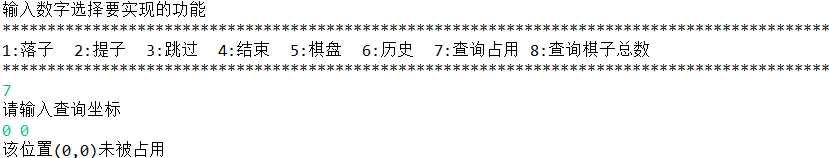 输入数字选择要实现的功能
******************************************************************************************
1:落子  2:提子  3:跳过  4:结束  5:棋盘  6:历史  7:查询占用 8:查询棋子总数
******************************************************************************************
7
请输入查询坐标
0 0
该位置(0,0)未被占用